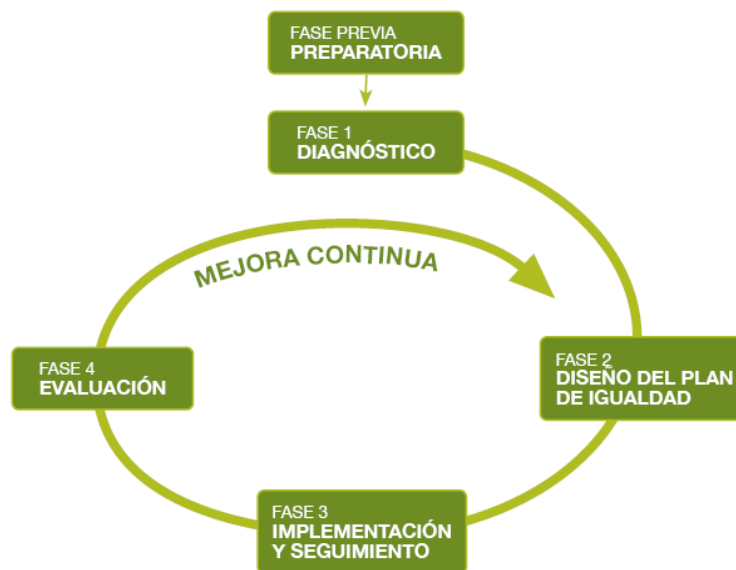 FASE PREVIA
PREPARATORIA
FASE 1
DIAGNÓSTICO
MEJORA CONTINUA
FASE 2
DISEÑO DEL PLAN
DE IGUALDAD
FASE 3
IMPLEMENTACIÓN
Y SEGUIMIENTO
FASE 4
EVALUACIÓN